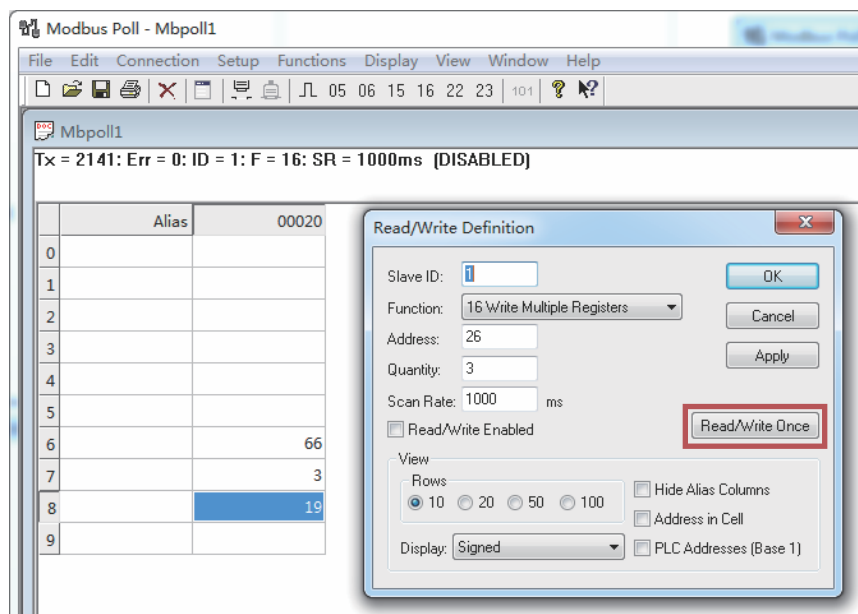 Modbus Poll - Mbpoll1
File Edit Connection Setup Functions Display View Window Help
05 06 15 16 22 23 101
Mbpoll1
Tx = 2141: Err = 0: ID = 1: F = 16: SR = 1000ms (DISABLED)
Alias 00020
0
1
2
3
4
5
6 66
7 3
8 19
9
Read/Write Definition
Slave ID: 1
OK
Function: 16 Write Multiple Registers
Cancel
Address: 26
Quantity: 3
Apply
Scan Rate: 1000 ms
Read/Write Enabled
Read/Write Once
View
Rows
10 20 50 100
Hide Alias Columns
Address in Cell
Display: Signed
PLC Addresses (Base 1)